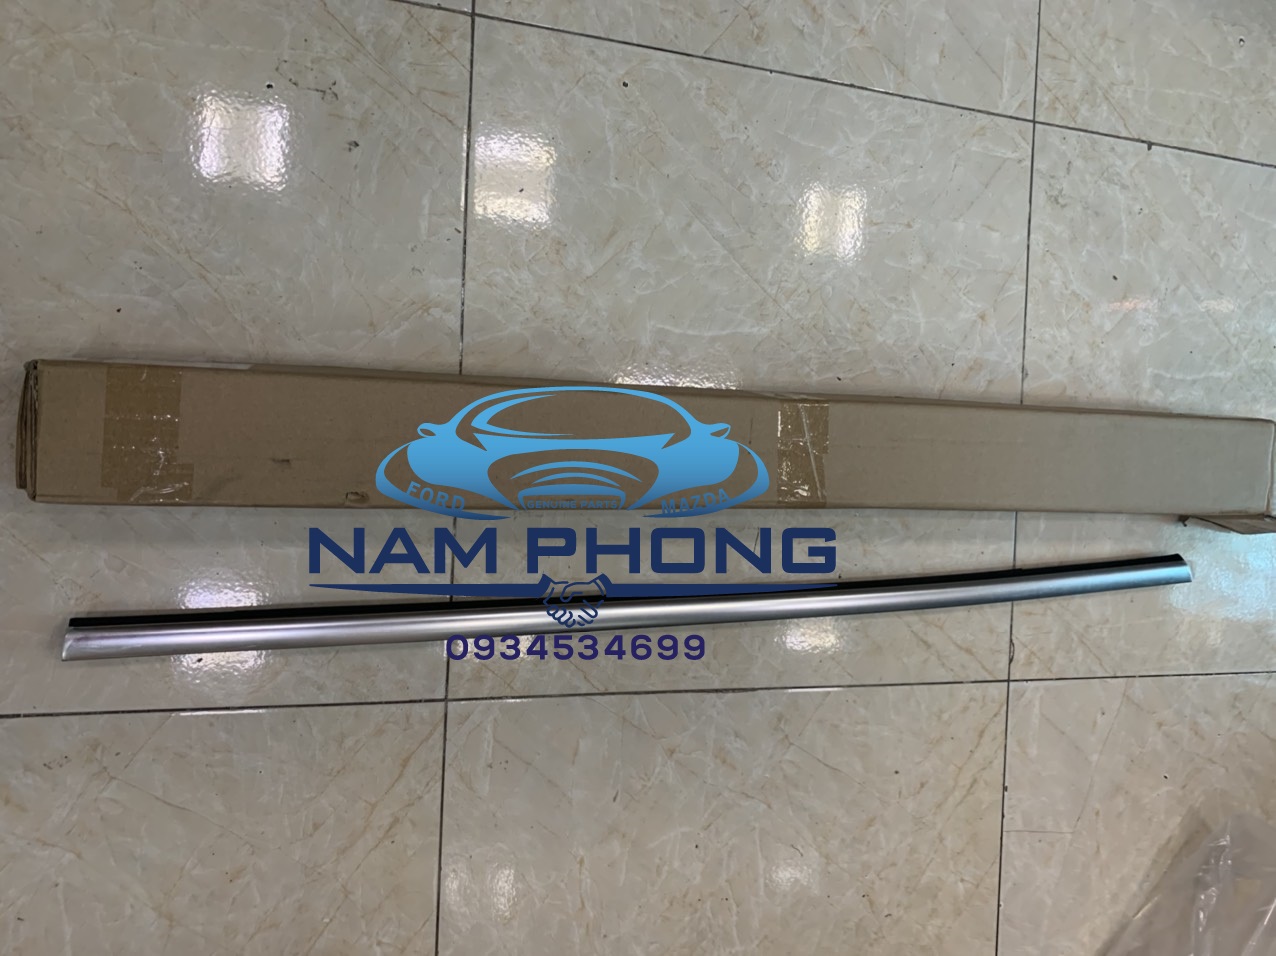 FORD GENUINE PARTS MAZDA
NAM PHONG
0934534699